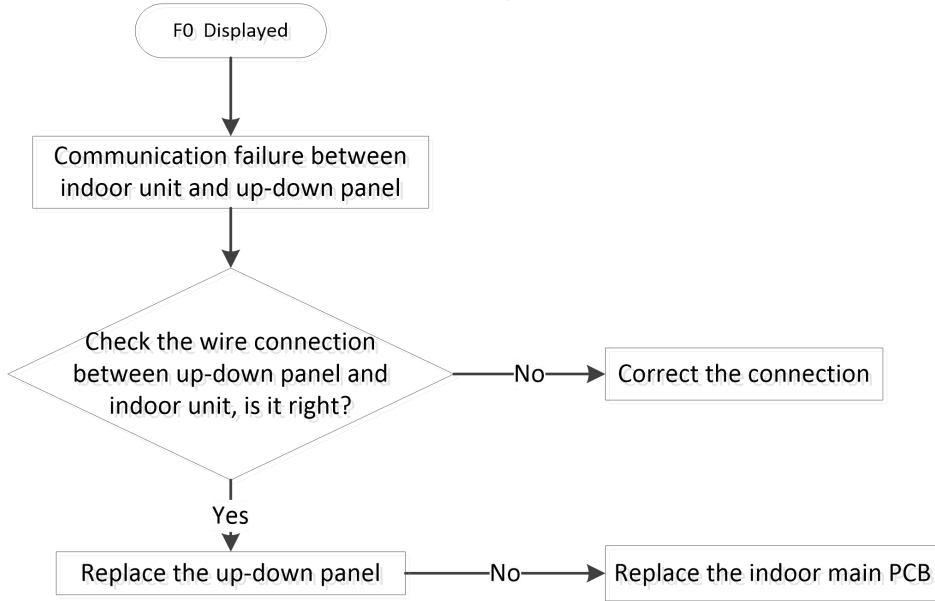 F0 Displayed
Communication failure between
indoor unit and up-down panel
Check the wire connection
between up-down panel and
indoor unit, is it right?
No
Correct the connection
Yes
Replace the up-down panel
No
Replace the indoor main PCB